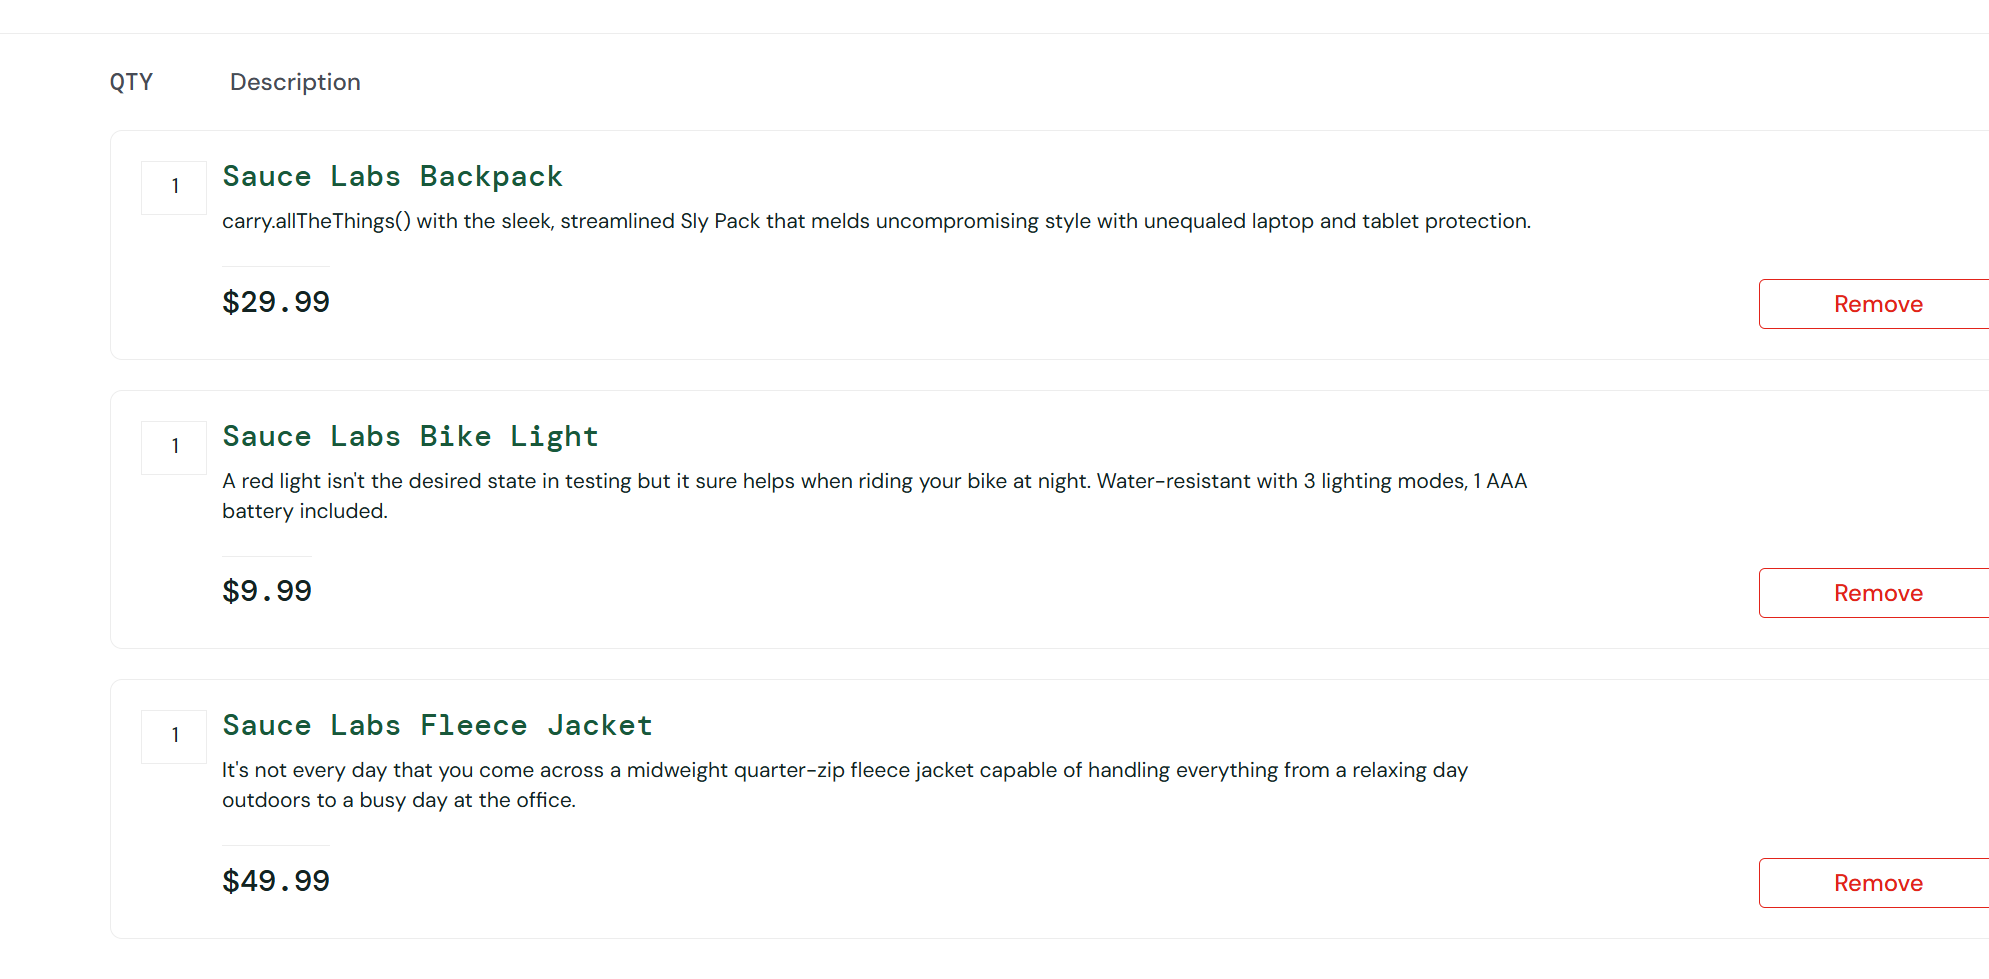 QTY Description
1 Sauce Labs Backpack
carry.allTheThings() with the sleek, streamlined Sly Pack that melds uncompromising style with unequaled laptop and tablet protection.
$29.99 Remove
1 Sauce Labs Bike Light
A red light isn't the desired state in testing but it sure helps when riding your bike at night. Water-resistant with 3 lighting modes, 1 AAA
battery included.
$9.99 Remove
1 Sauce Labs Fleece Jacket
It's not every day that you come across a midweight quarter-zip fleece jacket capable of handling everything from a relaxing day
outdoors to a busy day at the office.
$49.99 Remove